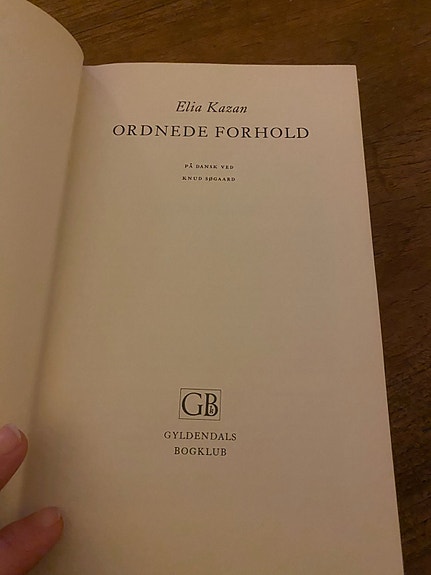 Elia Kazan
ORDNEDE FORHOLD
PÅ DANSK VED
KNUD SØGAARD
GB
GYLDENDALS
BOGKLUB